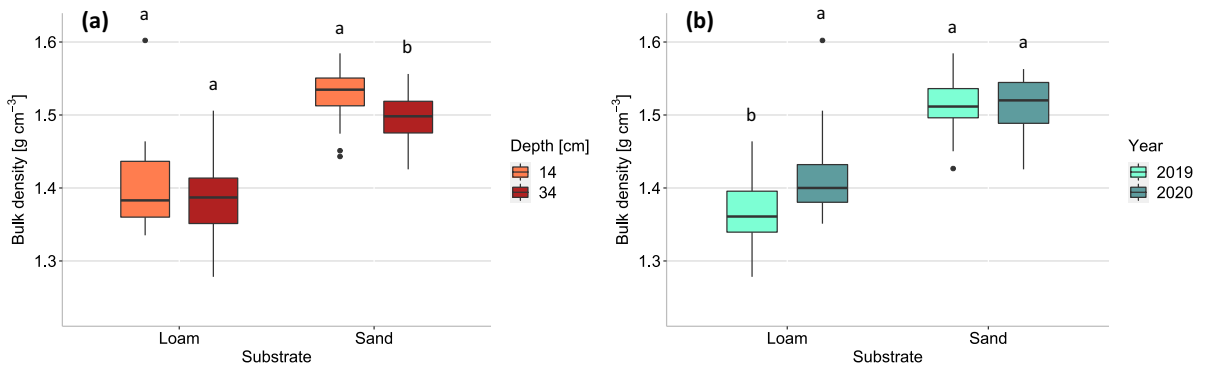 (a)
a
a
a
b
1.6
1.5
1.4
1.3
Bulk density [g cm−3]
Loam
Sand
Substrate
Depth [cm]
14
34
(b)
b
a
a
a
1.6
1.5
1.4
1.3
Bulk density [g cm−3]
Loam
Sand
Substrate
Year
2019
2020